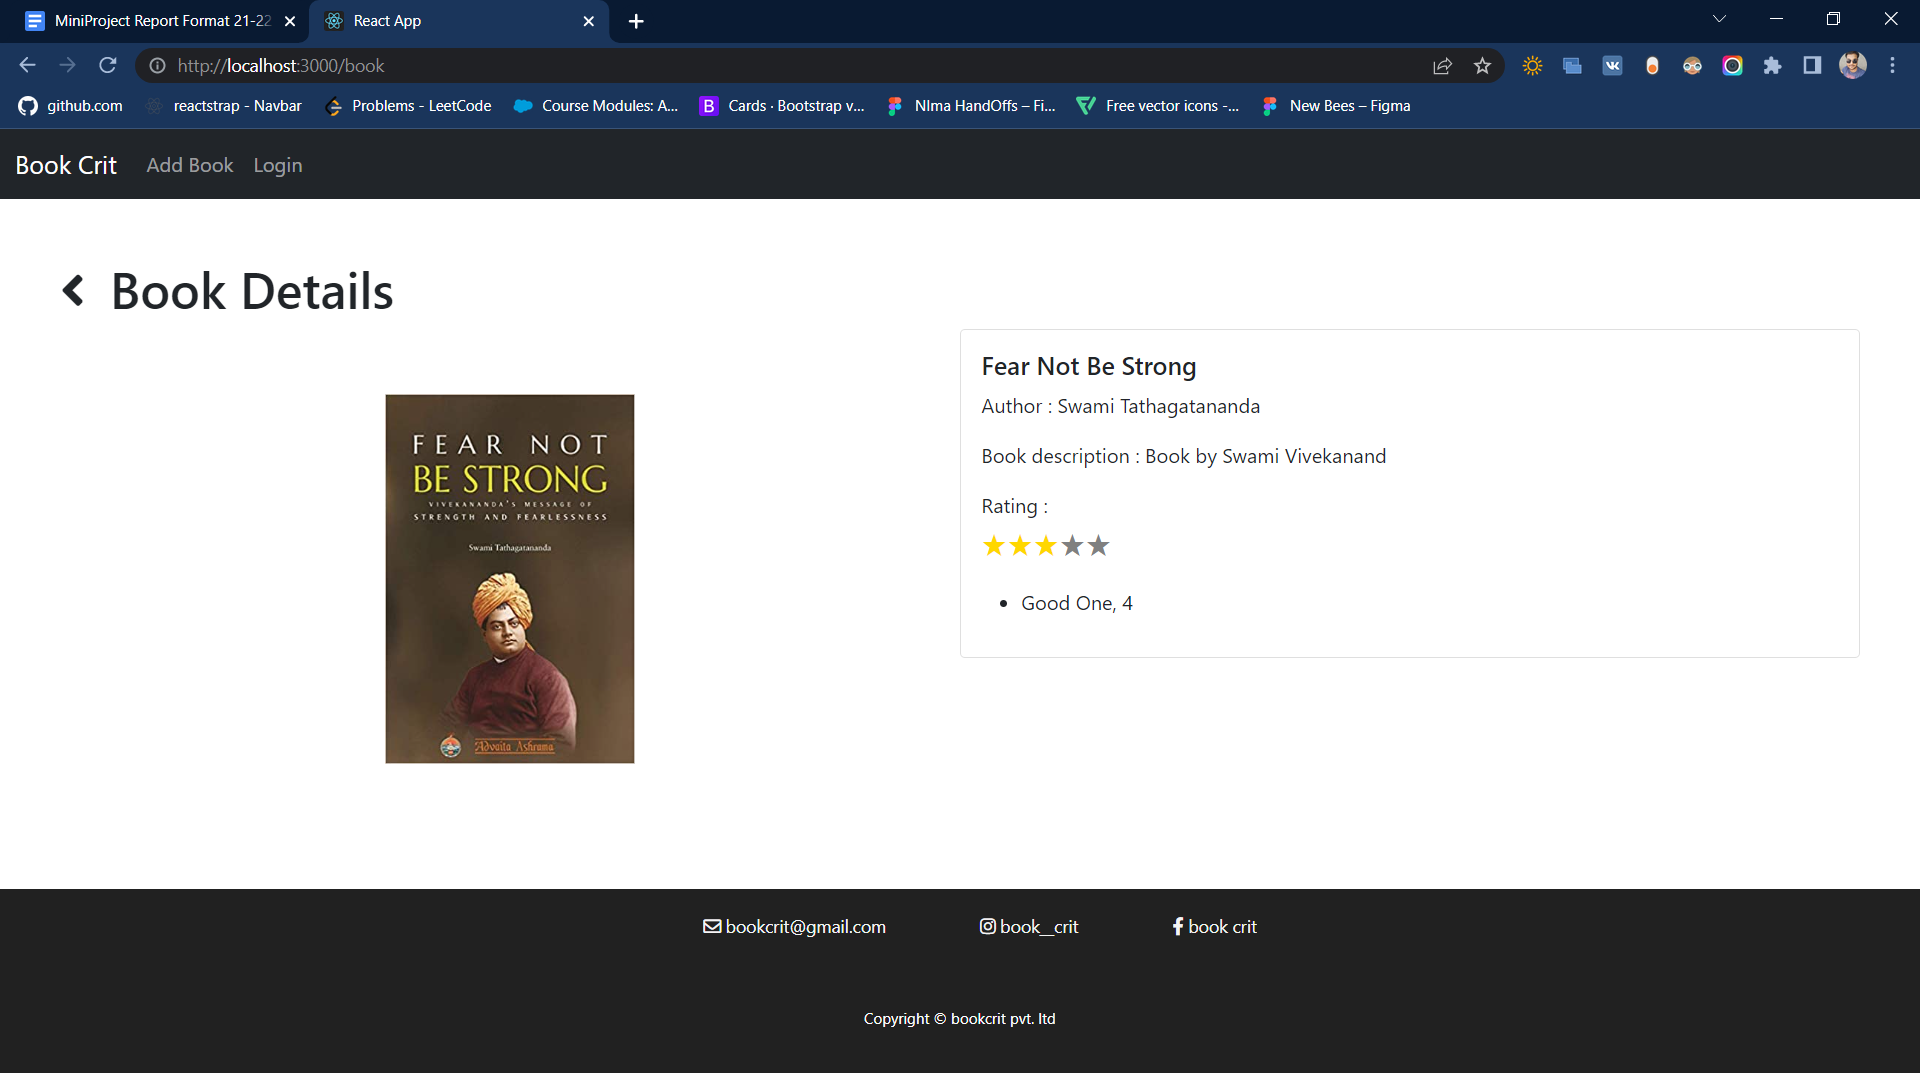 MiniProject Report Format 21-22
React App
http://localhost:3000/book
github.com
reactstrap - Navbar
Problems - LeetCode
Course Modules: A...
B
Cards · Bootstrap v...
NIma HandOffs – Fi...
Free vector icons -...
New Bees – Figma
Book Crit
Add Book
Login
Book Details
FEAR NOT
BE STRONG
VIVEKANANDA'S MESSAGE OF
STRENGTH AND FEARLESSNESS
Swami Tathagatananda
Advaita Ashrama
Fear Not Be Strong
Author : Swami Tathagatananda
Book description : Book by Swami Vivekanand
Rating :
★★★★★
• Good One, 4
bookcrit@gmail.com
book__crit
book crit
Copyright © bookcrit pvt. ltd